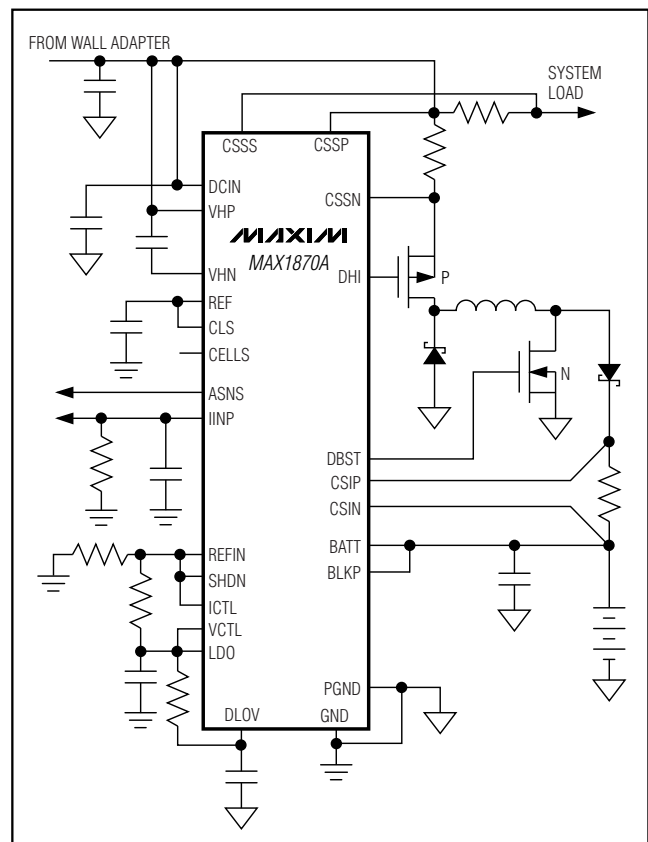 FROM WALL ADAPTER
SYSTEM
LOAD
CSSS
CSSP
DCIN
CSSN
VHP
MAXIM
MAX1870A
VHN
DHI
P
REF
CLS
CELLS
N
ASNS
IINP
DBST
CSIP
CSIN
REFIN
BATT
SHDN
BLKP
ICTL
VCTL
LDO
PGND
DLOV
GND